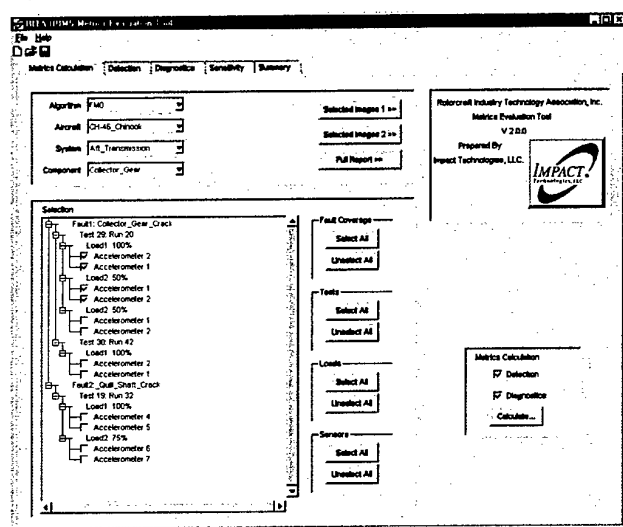 Metrics Evaluation Tool
File Help
Metrics Calculation Detection Diagnostics Sensitivity Summary
Algorithm FM0
Aircraft CH-46_Chinook
System Aft_Transmission
Component Collector_Gear
Selected Images 1 >>
Selected Images 2 >>
Full Report >>
Rotorcraft Industry Technology Association, Inc.
Metrics Evaluation Tool
V 2.0.0
Prepared By
Impact Technologies, LLC.
IMPACT
Technologies, LLC
Selection
Fault1: Collector_Gear_Crack
Test 29: Run 20
Load1 100%
Accelerometer 2
Accelerometer 1
Load2 50%
Accelerometer 1
Accelerometer 2
Load2 50%
Accelerometer 1
Accelerometer 2
Test 30: Run 42
Load1 100%
Accelerometer 2
Accelerometer 1
Fault2: Quill_Shaft_Crack
Test 19: Run 32
Load1 100%
Accelerometer 4
Accelerometer 5
Load2 75%
Accelerometer 6
Accelerometer 7
Fault Coverage
Select All
Unselect All
Tests
Select All
Unselect All
Loads
Select All
Unselect All
Sensors
Select All
Unselect All
Metrics Calculation
Detection
Diagnostics
Calculate...